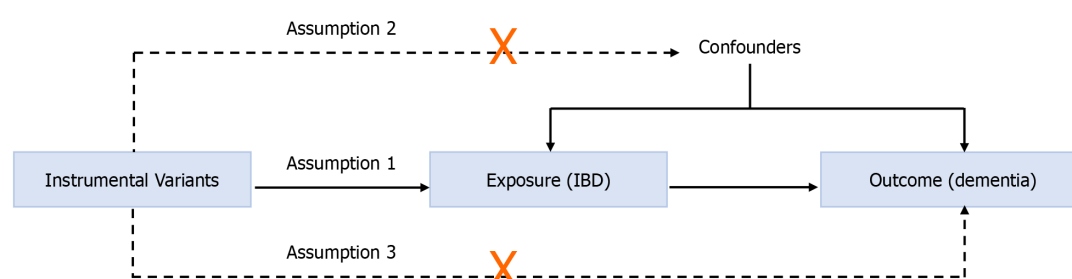 Assumption 2
Confounders
Assumption 1
Instrumental Variants
Exposure (IBD)
Outcome (dementia)
Assumption 3